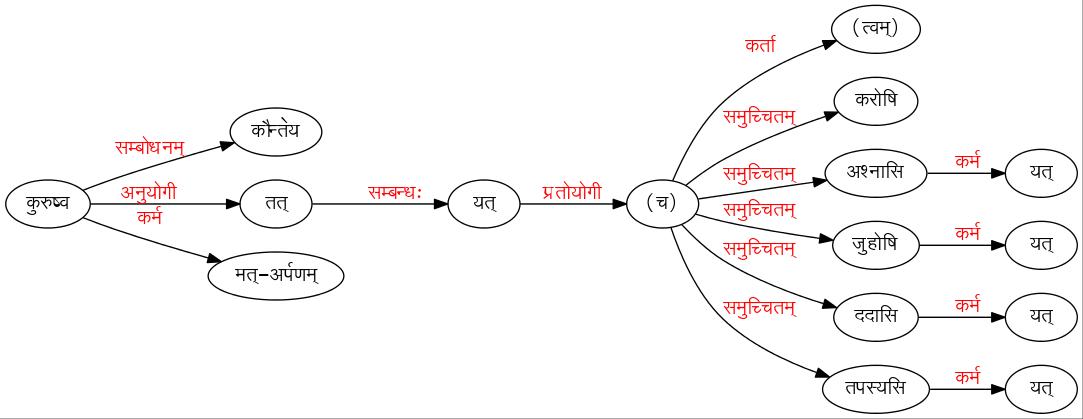 (त्वम्)
कर्ता
करोषि
समुच्चितम्
कौन्तेय
सम्बोधनम्
समुच्चितम् अश्नासि कर्म यत्
कुरुष्व अनुयोगी तत् सम्बन्धः यत् प्रतोयोगी (च)
कर्म
समुच्चितम्
जुहोषि कर्म यत्
समुच्चितम्
मत्-अर्पणम्
समुच्चितम्
ददासि कर्म यत्
तपस्यसि कर्म यत्